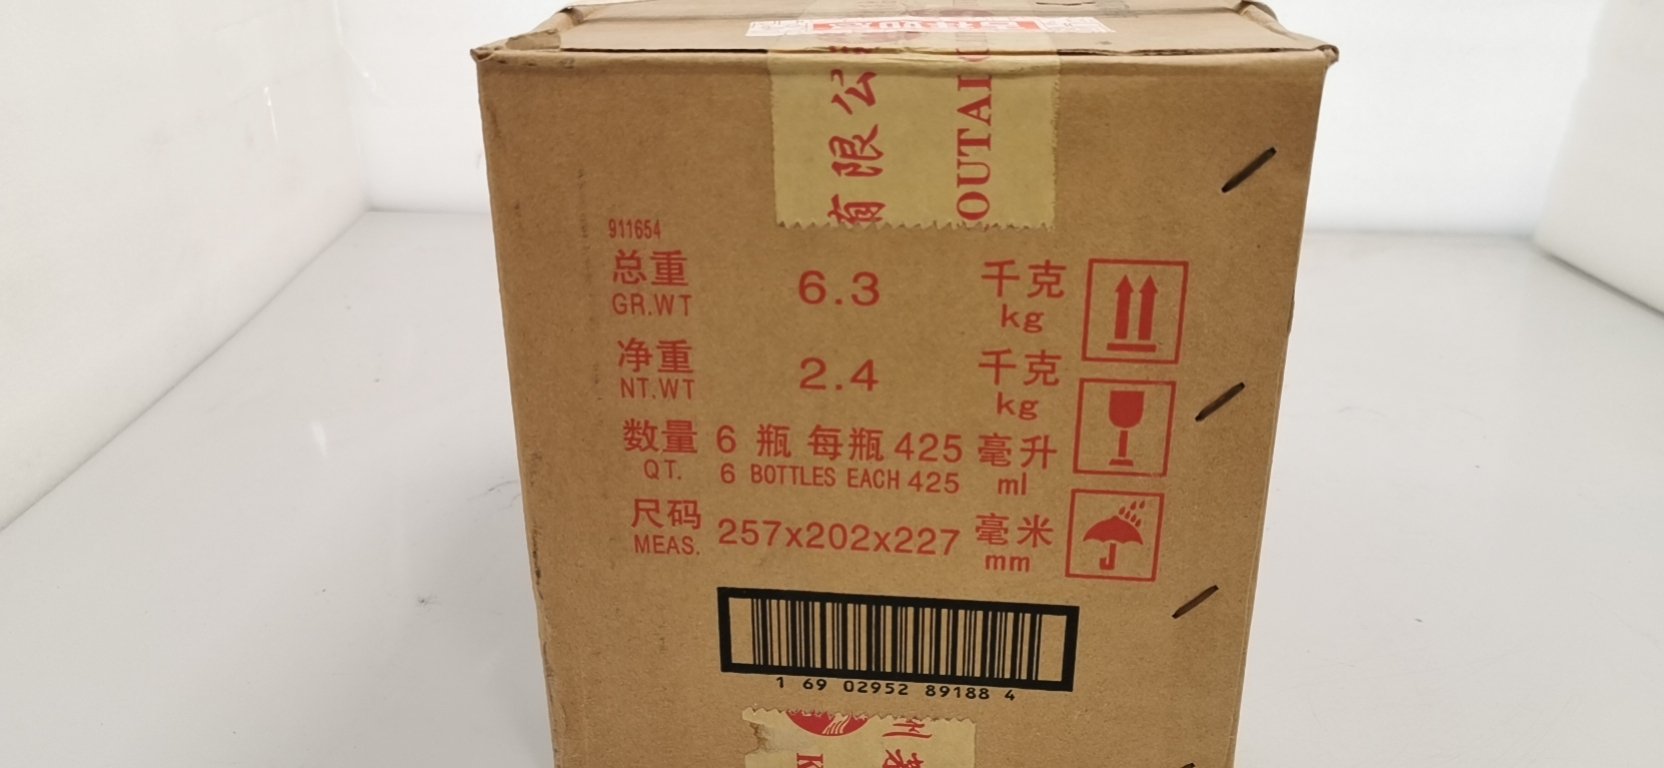 有限公
OUTAI
911654
总重 6.3 千克
GR.WT kg
净重 2.4 千克
NT.WT kg
数量 6 瓶 每瓶 425 毫升
QT. 6 BOTTLES EACH 425 ml
尺码 257x202x227 毫米
MEAS. mm
1 69 02952 89188 4
K